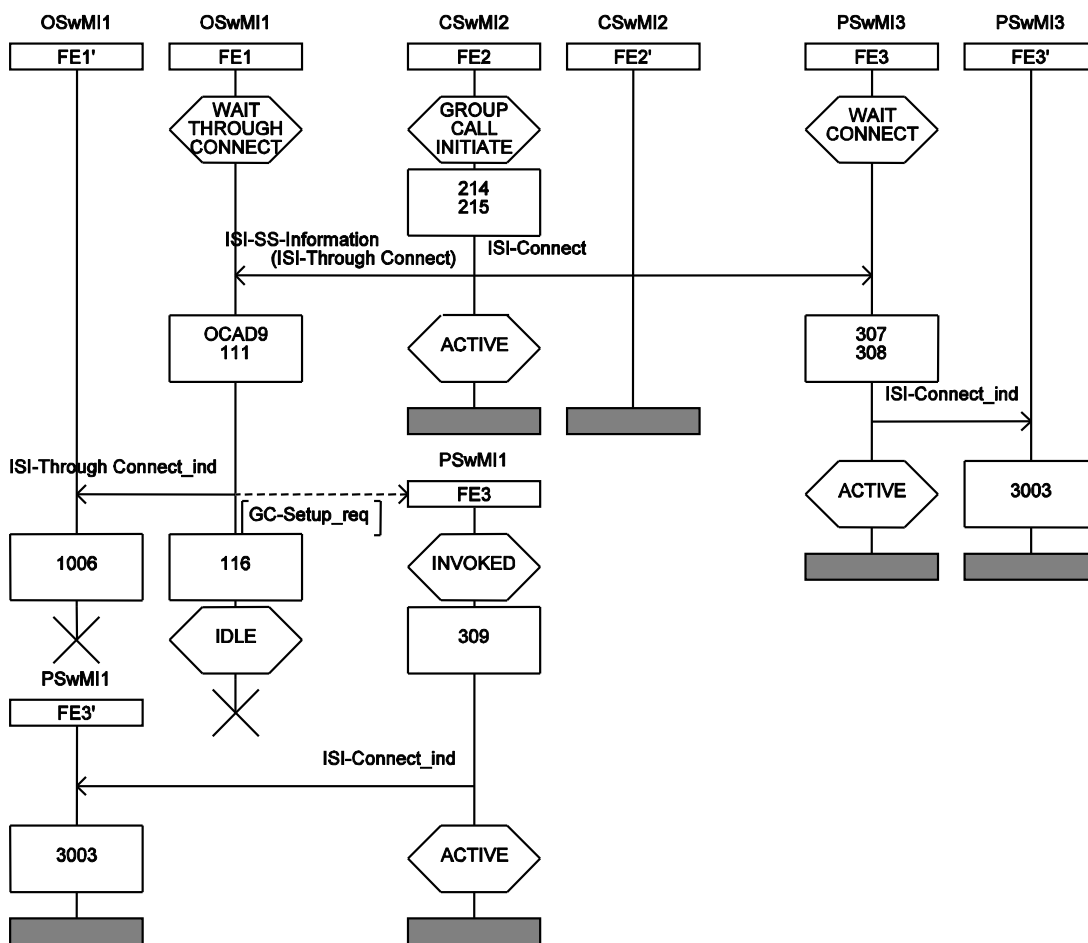 OSwMI1
OSwMI1
CSwMI2
CSwMI2
PSwMI3
PSwMI3
FE1'
FE1
FE2
FE2'
FE3
FE3'
WAIT
THROUGH
CONNECT
GROUP
CALL
INITIATE
WAIT
CONNECT
214
215
ISI-SS-Information
(ISI-Through Connect)
ISI-Connect
OCAD9
111
ACTIVE
307
308
ISI-Connect_ind
ISI-Through Connect_ind
PSwMI1
FE3
GC-Setup_req
ACTIVE
3003
1006
116
INVOKED
IDLE
309
PSwMI1
FE3'
ISI-Connect_ind
3003
ACTIVE